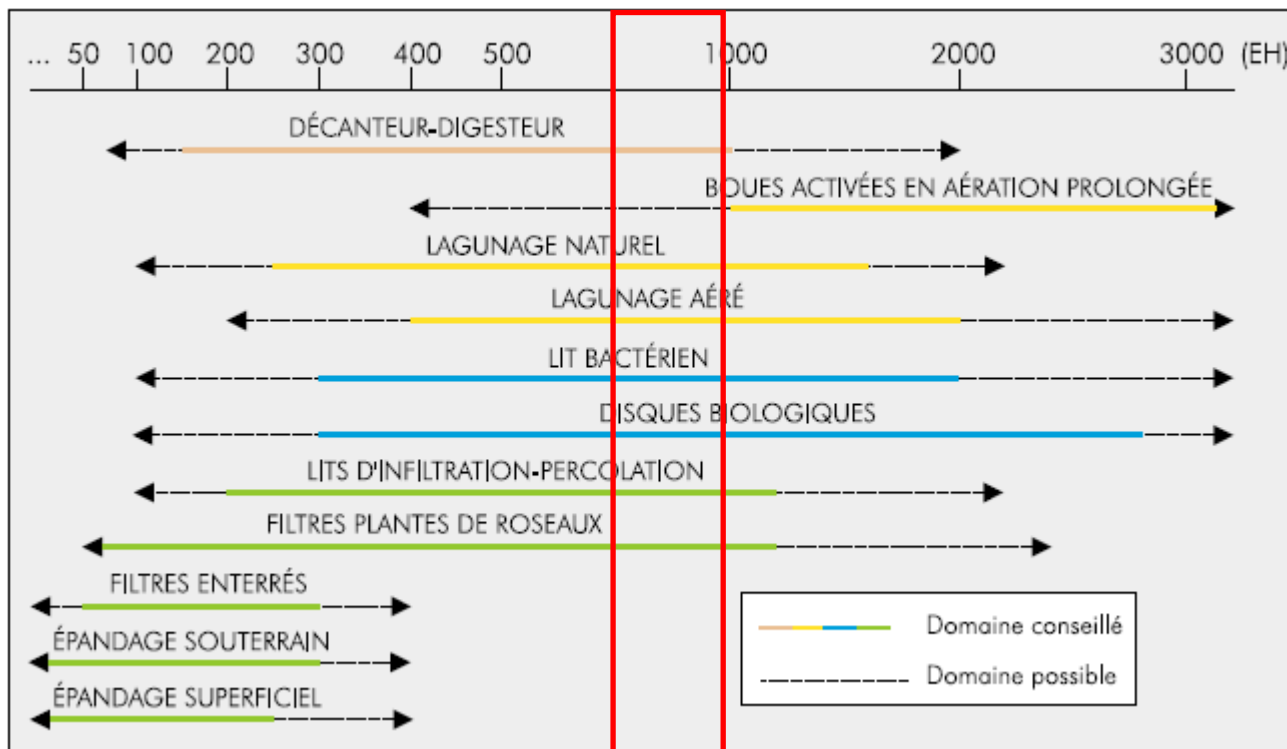 ... 50 100 200 300 400 500 1000 2000 3000 (EH)
DÉCANTEUR-DIGESTEUR
BOUES ACTIVÉES EN AÉRATION PROLONGÉE
LAGUNAGE NATUREL
LAGUNAGE AÉRÉ
LIT BACTÉRIEN
DISQUES BIOLOGIQUES
LITS D'INFILTRATION-PERCOLATION
FILTRES PLANTES DE ROSEAUX
FILTRES ENTERRÉS
ÉPANDAGE SOUTERRAIN
ÉPANDAGE SUPERFICIEL
Domaine conseillé
Domaine possible